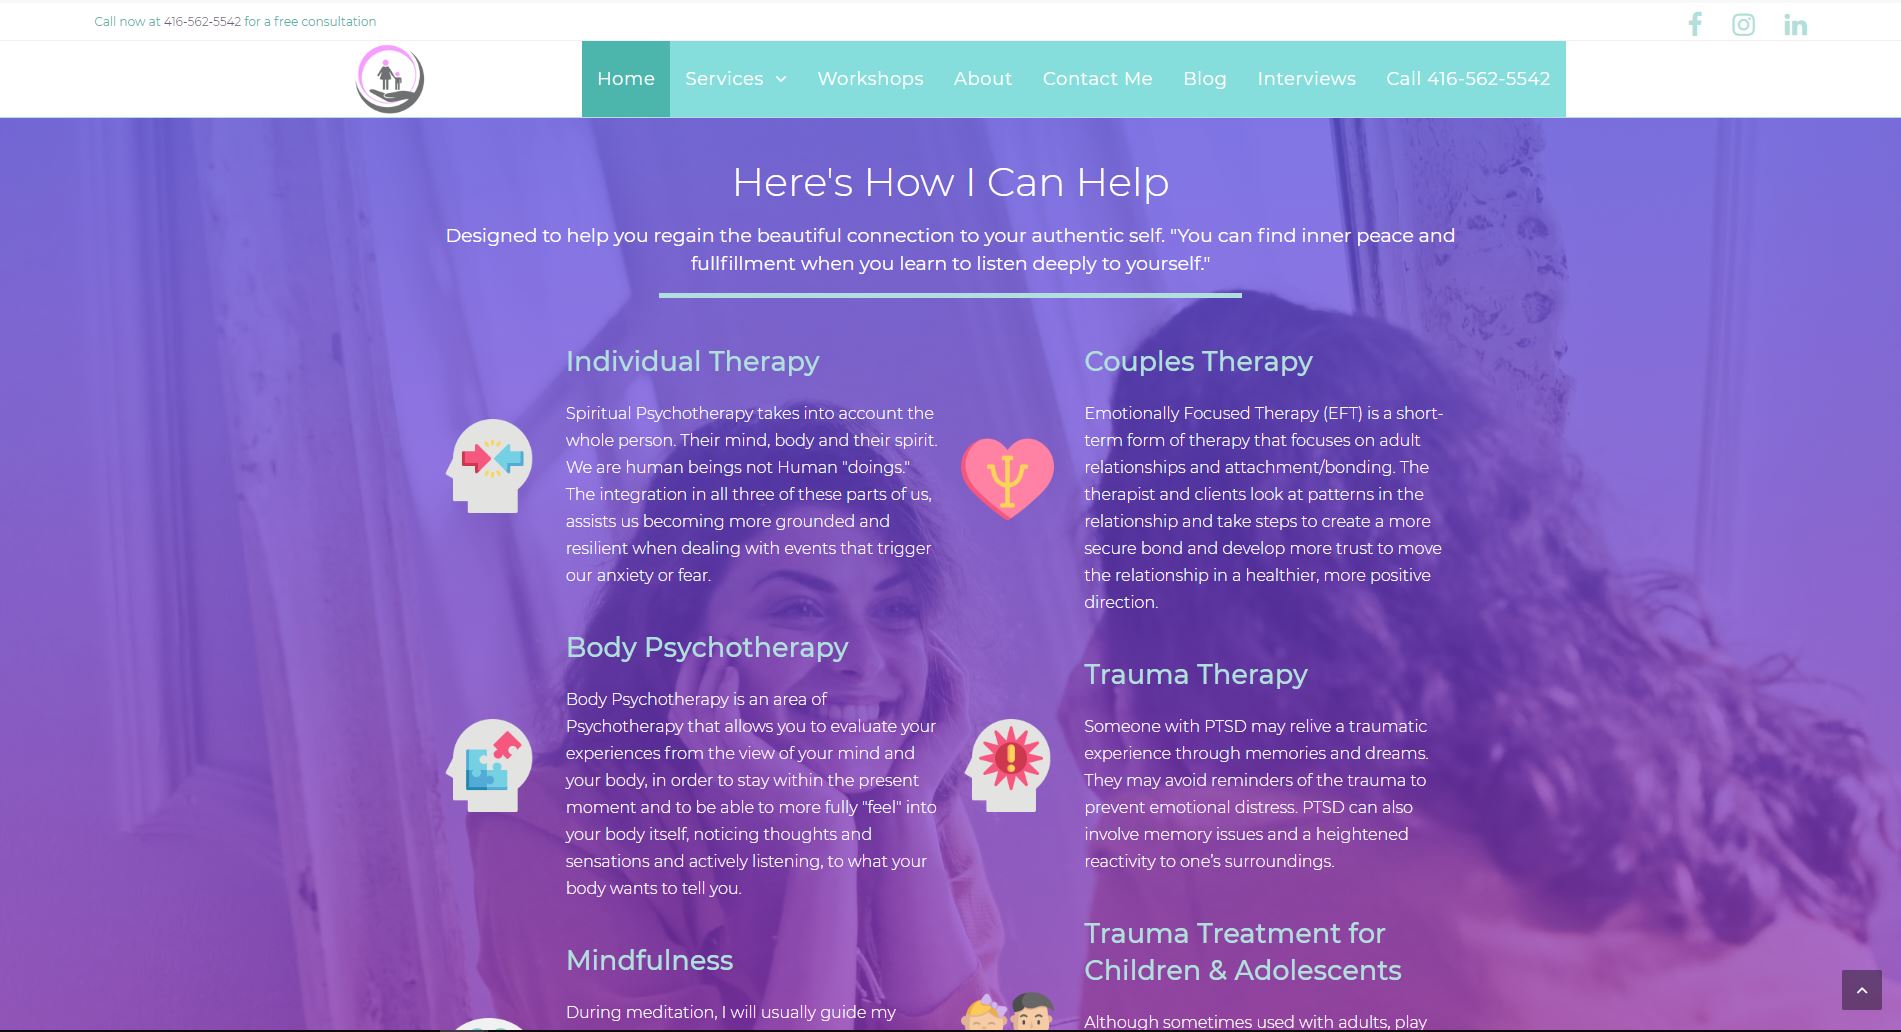 Call now at 416-562-5542 for a free consultation
Home Services Workshops About Contact Me Blog Interviews Call 416-562-5542
Here's How I Can Help
Designed to help you regain the beautiful connection to your authentic self. "You can find inner peace and
fullfillment when you learn to listen deeply to yourself."
Individual Therapy
Spiritual Psychotherapy takes into account the
whole person. Their mind, body and their spirit.
We are human beings not Human "doings."
The integration in all three of these parts of us,
assists us becoming more grounded and
resilient when dealing with events that trigger
our anxiety or fear.
Couples Therapy
Emotionally Focused Therapy (EFT) is a short-
term form of therapy that focuses on adult
relationships and attachment/bonding. The
therapist and clients look at patterns in the
relationship and take steps to create a more
secure bond and develop more trust to move
the relationship in a healthier, more positive
direction.
Body Psychotherapy
Body Psychotherapy is an area of
Psychotherapy that allows you to evaluate your
experiences from the view of your mind and
your body, in order to stay within the present
moment and to be able to more fully "feel" into
your body itself, noticing thoughts and
sensations and actively listening, to what your
body wants to tell you.
Trauma Therapy
Someone with PTSD may relive a traumatic
experience through memories and dreams.
They may avoid reminders of the trauma to
prevent emotional distress. PTSD can also
involve memory issues and a heightened
reactivity to one’s surroundings.
Mindfulness
During meditation, I will usually guide my
Trauma Treatment for
Children & Adolescents
Although sometimes used with adults, play